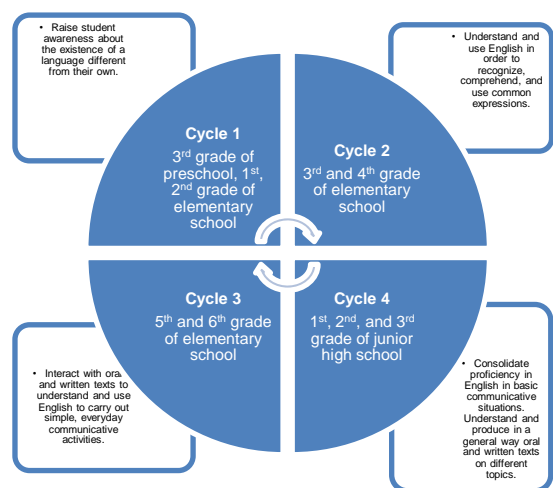 • Raise student
awareness about
the existence of a
language different
from their own.
• Understand and
use English in
order to
recognize,
comprehend, and
use common
expressions.
Cycle 1
3rd grade of
preschool, 1st,
2nd grade of
elementary
school
Cycle 2
3rd and 4th grade
of elementary
school
Cycle 3
5th and 6th grade
of elementary
school
Cycle 4
1st, 2nd, and 3rd
grade of junior
high school
• Interact with oral
and written texts to
understand and use
English to carry out
simple, everyday
communicative
activities.
• Consolidate
proficiency in
English in basic
communicative
situations.
Understand and
produce in a
general way oral
and written texts
on different
topics.